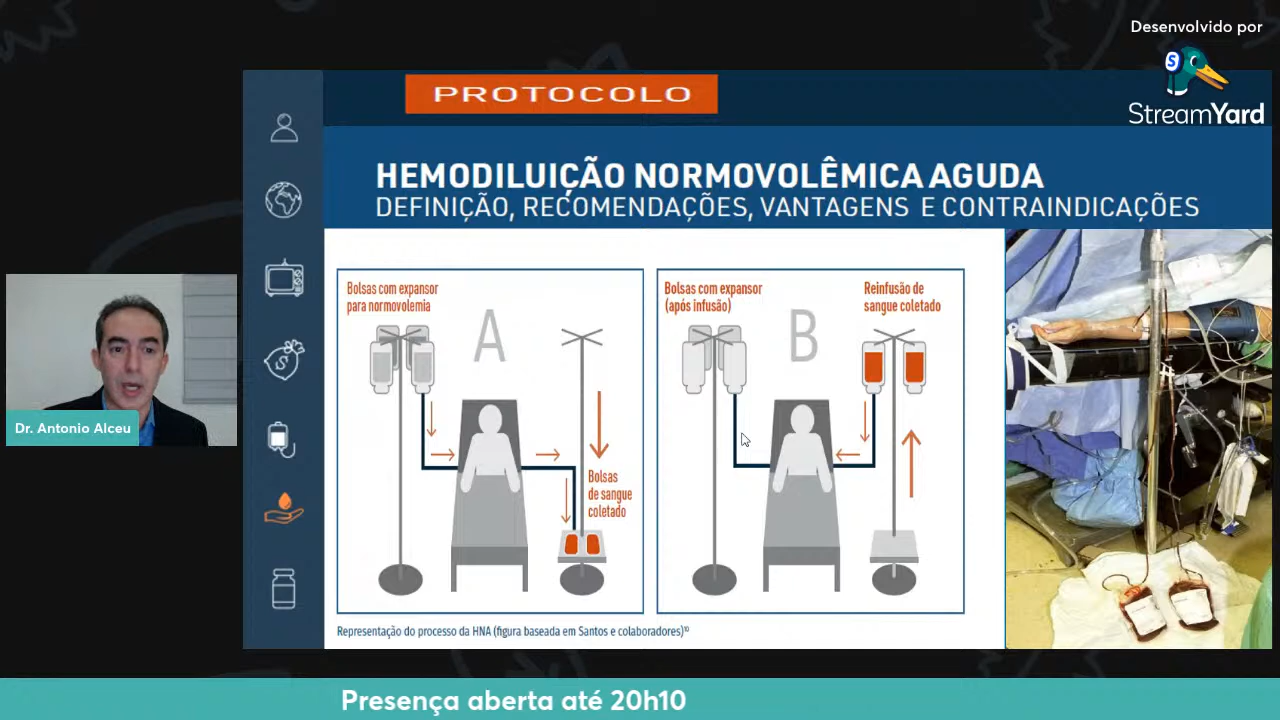 Desenvolvido por
StreamYard
PROTOCOLO
HEMODILUIÇÃO NORMOVOLÊMICA AGUDA
DEFINIÇÃO, RECOMENDAÇÕES, VANTAGENS E CONTRAINDICAÇÕES
Bolsas com expansor
para normovolemia
A
Bolsas
de sangue
coletado
Bolsas com expansor
(após infusão)
B
Reinfusão de
sangue coletado
Representação do processo da HNA (figura baseada em Santos e colaboradores)¹⁰
Dr. Antonio Alceu
Presença aberta até 20h10